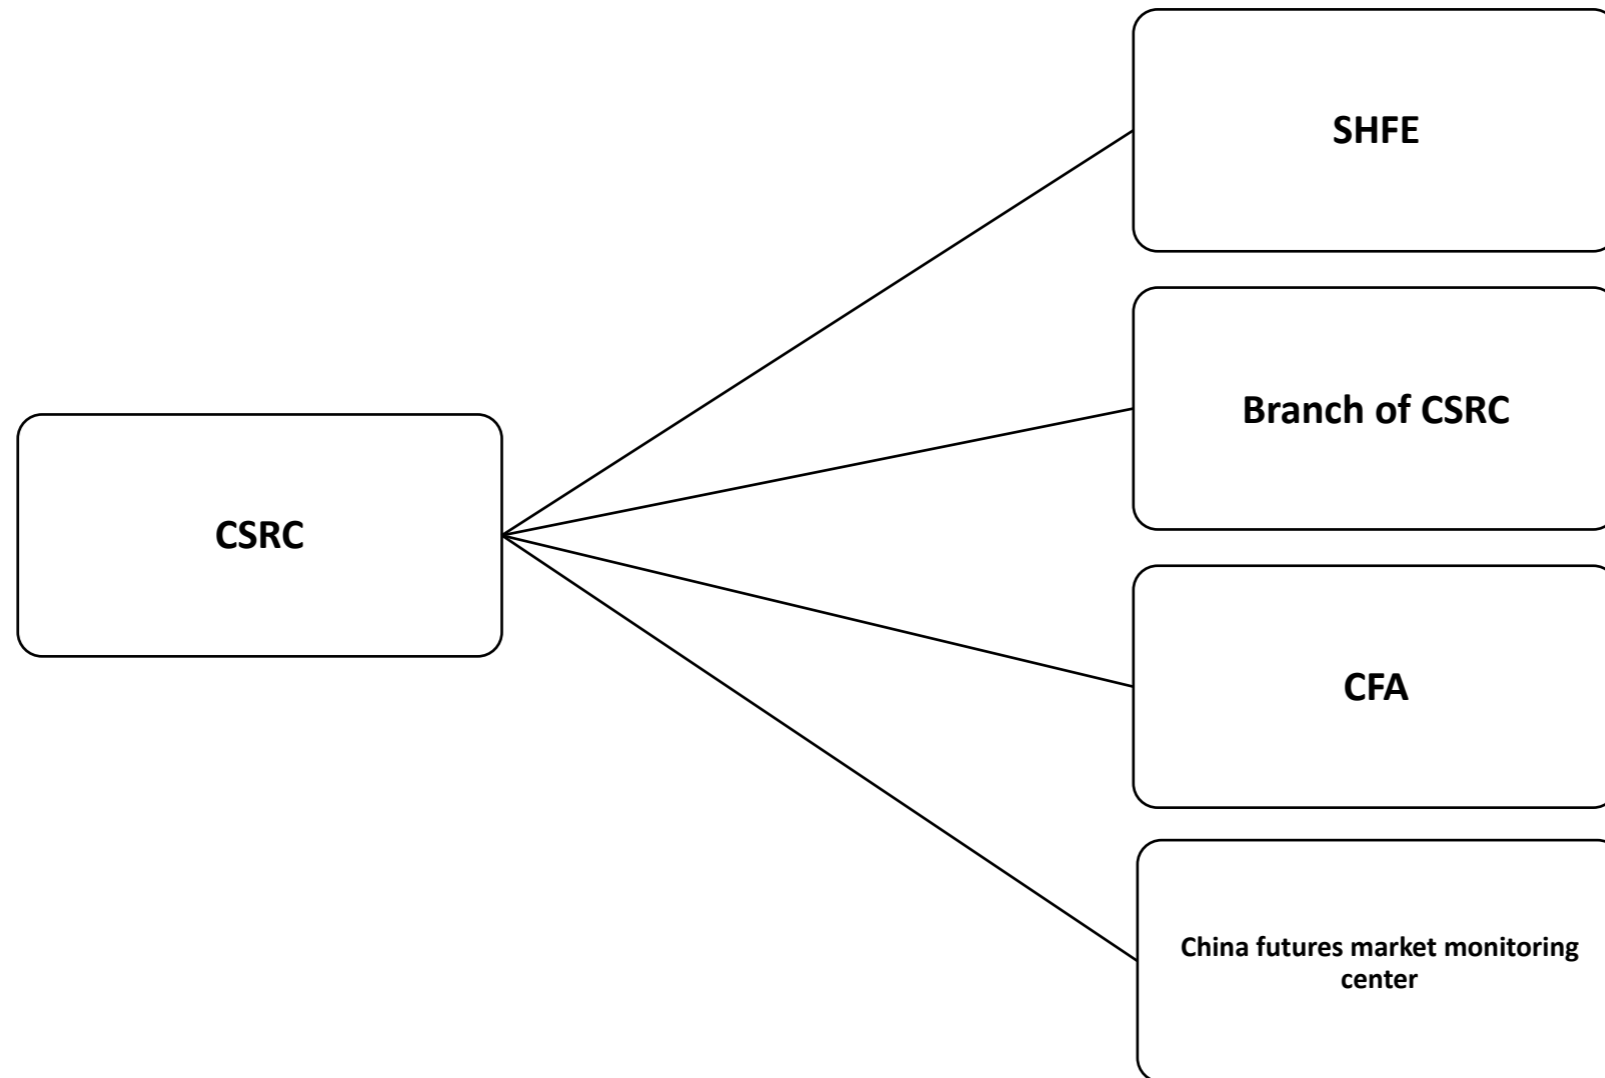 SHFE
Branch of CSRC
CSRC
CFA
China futures market monitoring
center